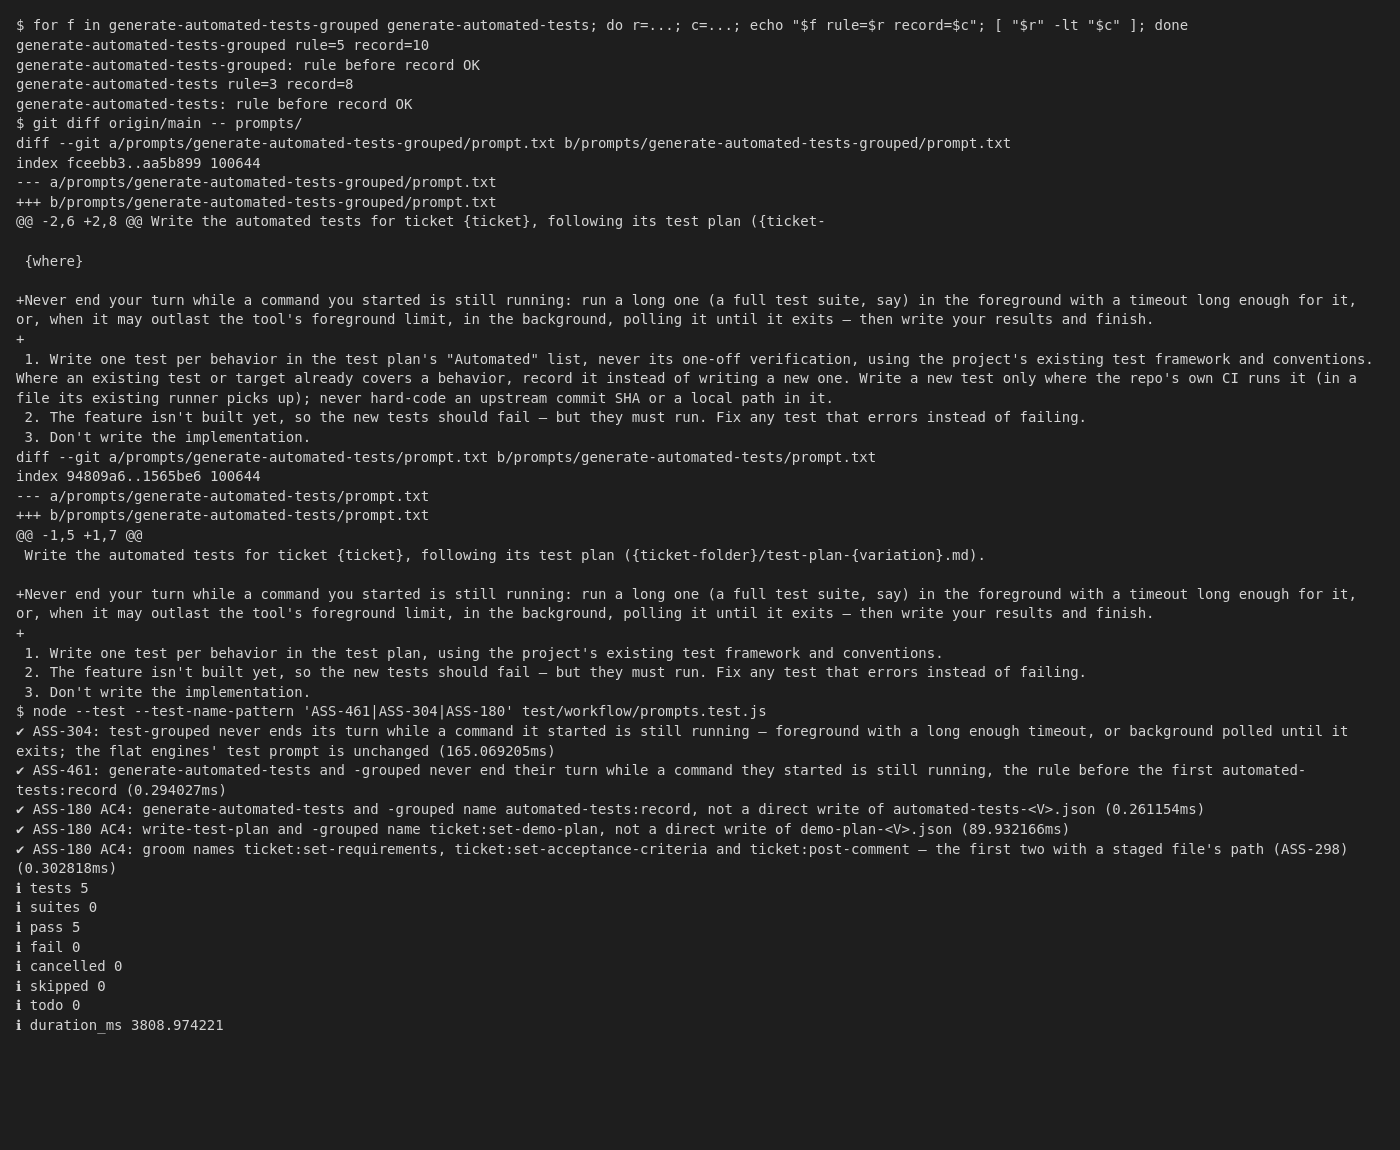 $ for f in generate-automated-tests-grouped generate-automated-tests; do r=...; c=...; echo "$f rule=$r record=$c"; [ "$r" -lt "$c" ]; done
generate-automated-tests-grouped rule=5 record=10
generate-automated-tests-grouped: rule before record OK
generate-automated-tests rule=3 record=8
generate-automated-tests: rule before record OK
$ git diff origin/main -- prompts/
diff --git a/prompts/generate-automated-tests-grouped/prompt.txt b/prompts/generate-automated-tests-grouped/prompt.txt
index fceebb3..aa5b899 100644
--- a/prompts/generate-automated-tests-grouped/prompt.txt
+++ b/prompts/generate-automated-tests-grouped/prompt.txt
@@ -2,6 +2,8 @@ Write the automated tests for ticket {ticket}, following its test plan ({ticket-

 {where}

+Never end your turn while a command you started is still running: run a long one (a full test suite, say) in the foreground with a timeout long enough for it,
or, when it may outlast the tool's foreground limit, in the background, polling it until it exits — then write your results and finish.
+
 1. Write one test per behavior in the test plan's "Automated" list, never its one-off verification, using the project's existing test framework and conventions.
Where an existing test or target already covers a behavior, record it instead of writing a new one. Write a new test only where the repo's own CI runs it (in a
file its existing runner picks up); never hard-code an upstream commit SHA or a local path in it.
 2. The feature isn't built yet, so the new tests should fail — but they must run. Fix any test that errors instead of failing.
 3. Don't write the implementation.
diff --git a/prompts/generate-automated-tests/prompt.txt b/prompts/generate-automated-tests/prompt.txt
index 94809a6..1565be6 100644
--- a/prompts/generate-automated-tests/prompt.txt
+++ b/prompts/generate-automated-tests/prompt.txt
@@ -1,5 +1,7 @@
 Write the automated tests for ticket {ticket}, following its test plan ({ticket-folder}/test-plan-{variation}.md).

+Never end your turn while a command you started is still running: run a long one (a full test suite, say) in the foreground with a timeout long enough for it,
or, when it may outlast the tool's foreground limit, in the background, polling it until it exits — then write your results and finish.
+
 1. Write one test per behavior in the test plan, using the project's existing test framework and conventions.
 2. The feature isn't built yet, so the new tests should fail — but they must run. Fix any test that errors instead of failing.
 3. Don't write the implementation.
$ node --test --test-name-pattern 'ASS-461|ASS-304|ASS-180' test/workflow/prompts.test.js
✔ ASS-304: test-grouped never ends its turn while a command it started is still running — foreground with a long enough timeout, or background polled until it
exits; the flat engines' test prompt is unchanged (165.069205ms)
✔ ASS-461: generate-automated-tests and -grouped never end their turn while a command they started is still running, the rule before the first automated-
tests:record (0.294027ms)
✔ ASS-180 AC4: generate-automated-tests and -grouped name automated-tests:record, not a direct write of automated-tests-<V>.json (0.261154ms)
✔ ASS-180 AC4: write-test-plan and -grouped name ticket:set-demo-plan, not a direct write of demo-plan-<V>.json (89.932166ms)
✔ ASS-180 AC4: groom names ticket:set-requirements, ticket:set-acceptance-criteria and ticket:post-comment — the first two with a staged file's path (ASS-298)
(0.302818ms)
ℹ tests 5
ℹ suites 0
ℹ pass 5
ℹ fail 0
ℹ cancelled 0
ℹ skipped 0
ℹ todo 0
ℹ duration_ms 3808.974221